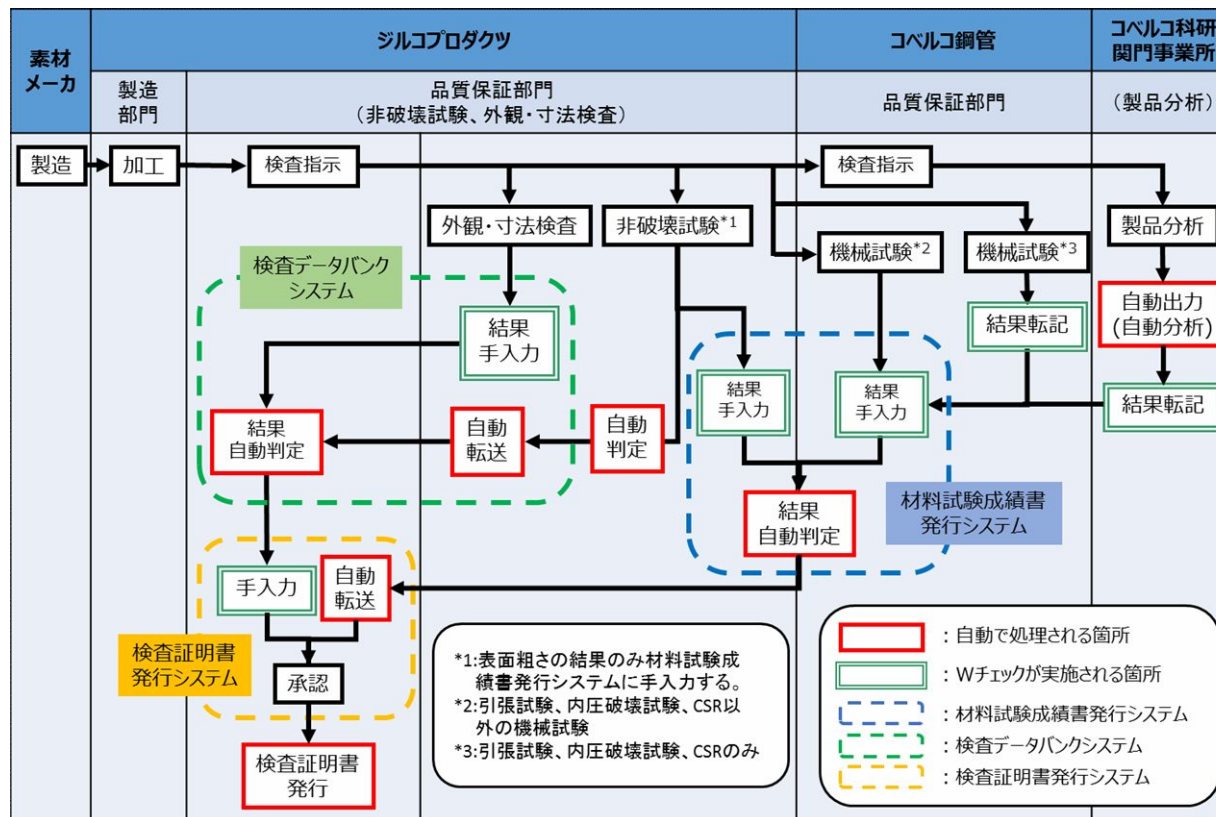 素材
メーカ
ジルコプロダクツ
コベルコ鋼管
コベルコ科研
関門事業所
製造
部門
品質保証部門
(非破壊試験、外観・寸法検査)
品質保証部門
(製品分析)
製造
加工
検査指示
検査指示
外観・寸法検査
非破壊試験*1
機械試験*2
機械試験*3
製品分析
検査データバンク
システム
結果
手入力
結果転記
自動出力
(自動分析)
結果
手入力
結果
手入力
結果転記
結果
自動判定
自動
転送
自動
判定
結果
自動判定
材料試験成績書
発行システム
手入力
自動
転送
検査証明書
発行システム
承認
検査証明書
発行
*1:表面粗さの結果のみ材料試験成
績書発行システムに手入力する。
*2:引張試験、内圧破壊試験、CSR以
外の機械試験
*3:引張試験、内圧破壊試験、CSRのみ
:自動で処理される箇所
:Wチェックが実施される箇所
:材料試験成績書発行システム
:検査データバンクシステム
:検査証明書発行システム